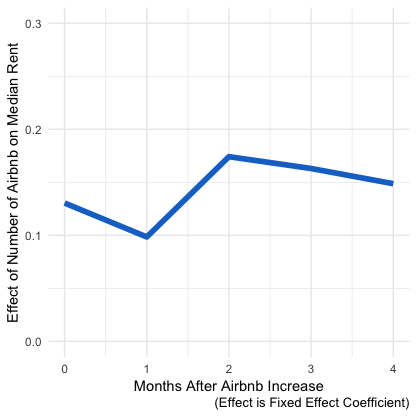 Effect of Number of Airbnb on Median Rent
0.3
0.2
0.1
0.0
0 1 2 3 4
Months After Airbnb Increase
(Effect is Fixed Effect Coefficient)